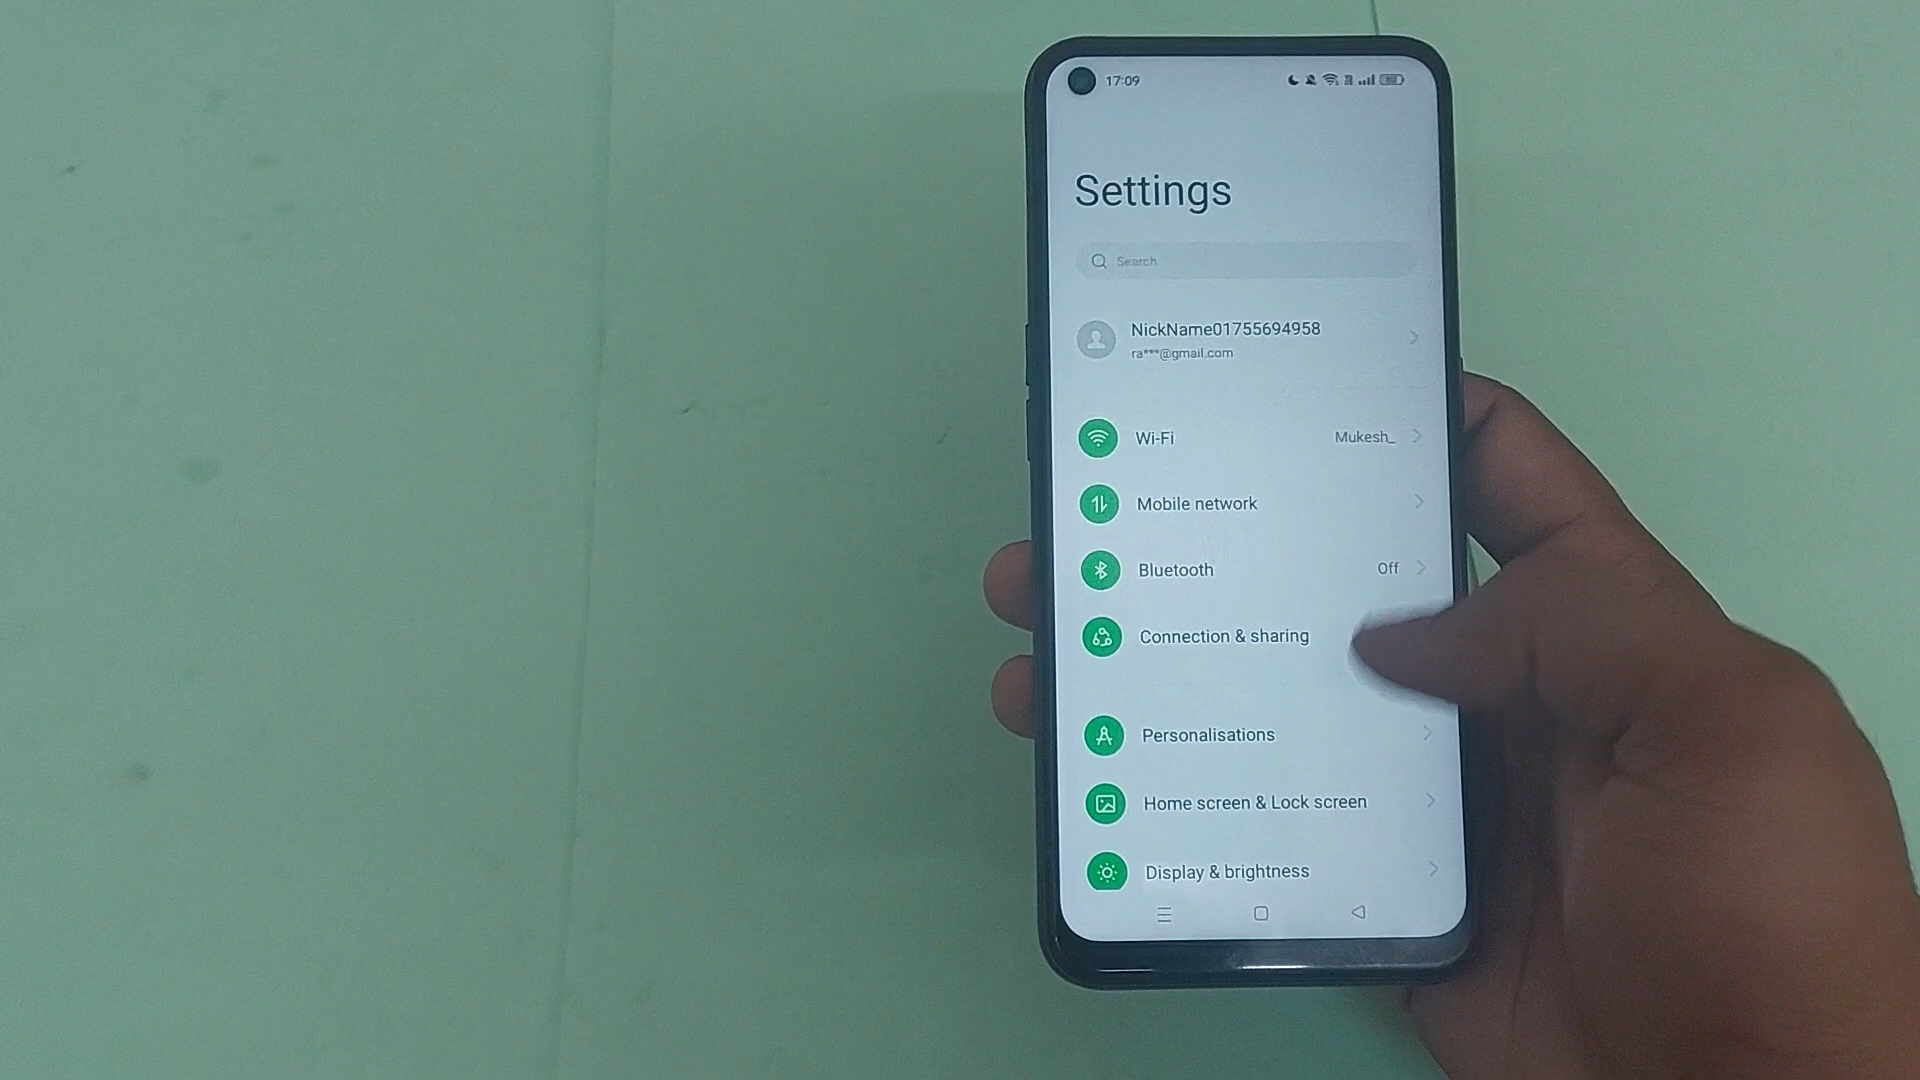 17:09
Settings
Search
NickName01755694958
ra***@gmail.com
Wi-Fi Mukesh_
Mobile network
Bluetooth Off
Connection & sharing
Personalisations
Home screen & Lock screen
Display & brightness